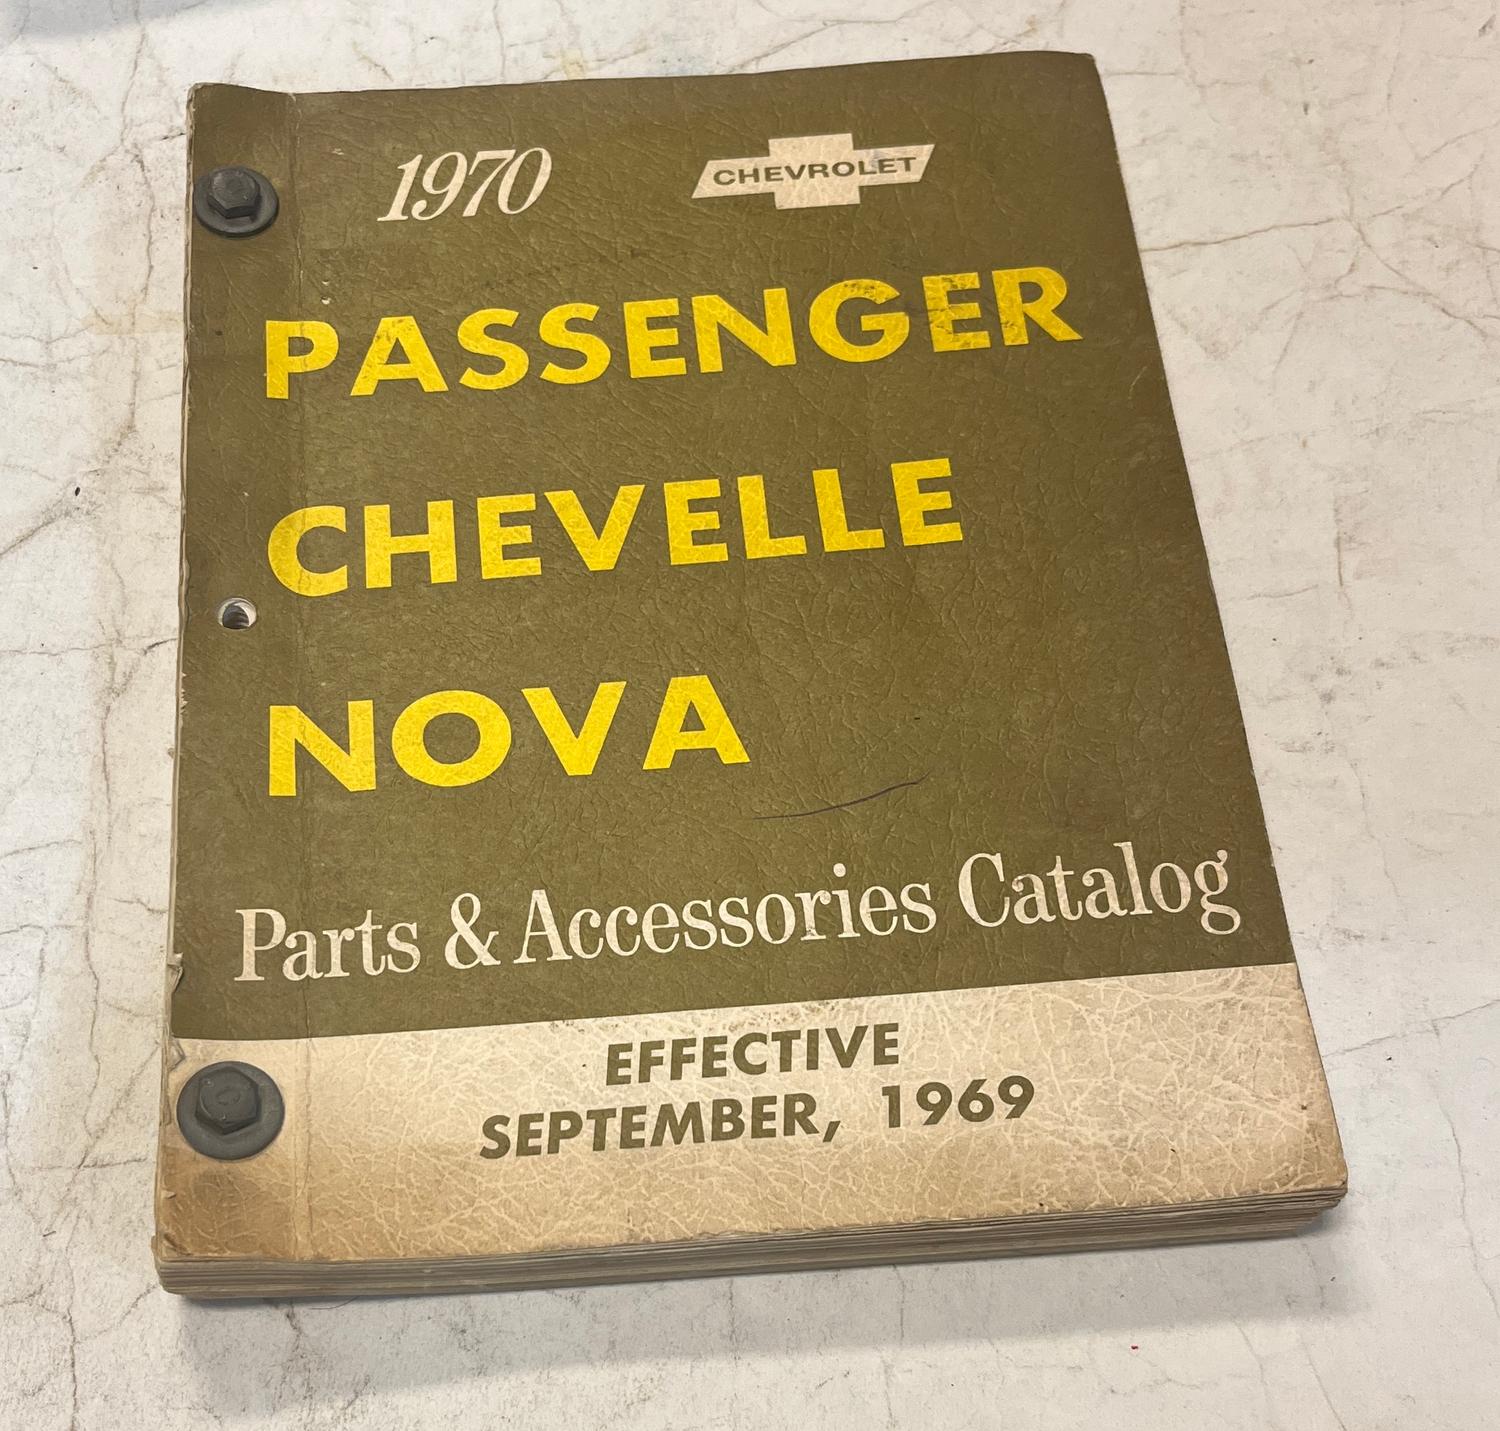 1970
CHEVROLET
PASSENGER
CHEVELLE
NOVA
Parts & Accessories Catalog
EFFECTIVE
SEPTEMBER, 1969